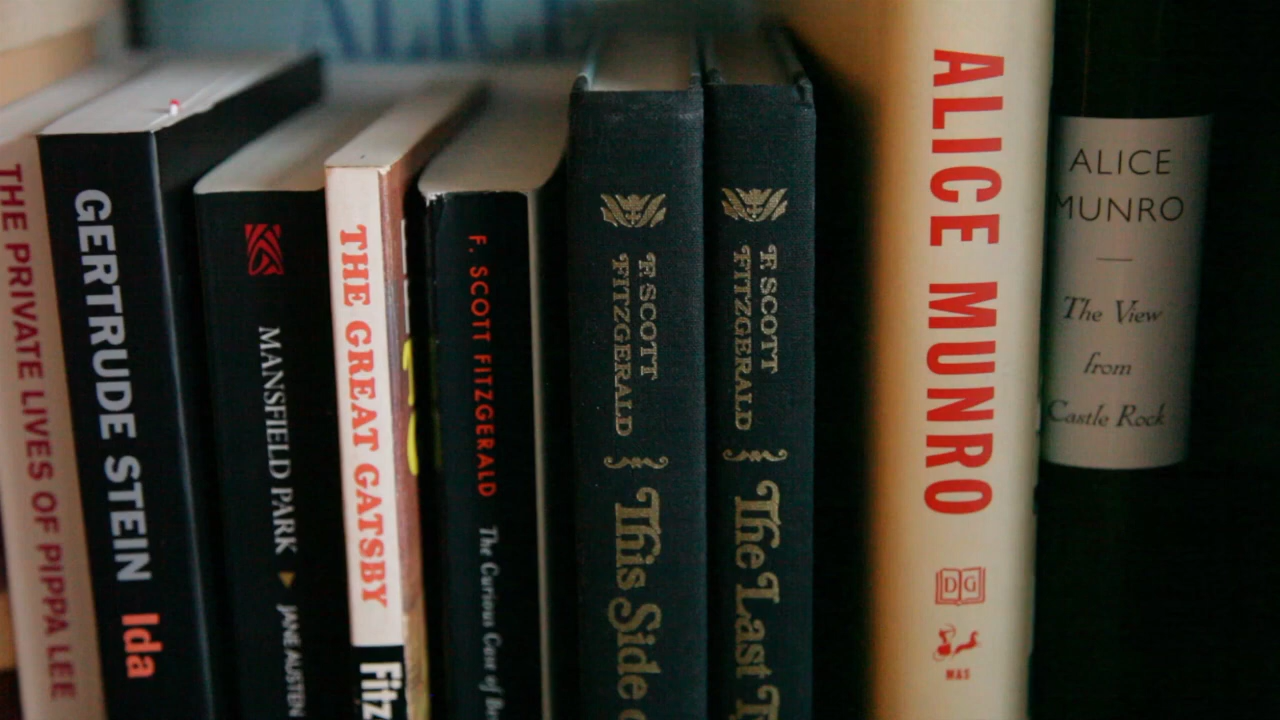 ALICE
THE PRIVATE LIVES OF PIPPA LEE
GERTRUDE STEIN Ida
MANSFIELD PARK JANE AUSTEN
THE GREAT GATSBY
Fitz
F. SCOTT FITZGERALD The Curious Case of
F. SCOTT
FITZGERALD
This Side
F. SCOTT
FITZGERALD
The Last
ALICE MUNRO
DG
M&S
ALICE
MUNRO
The View
from
Castle Rock